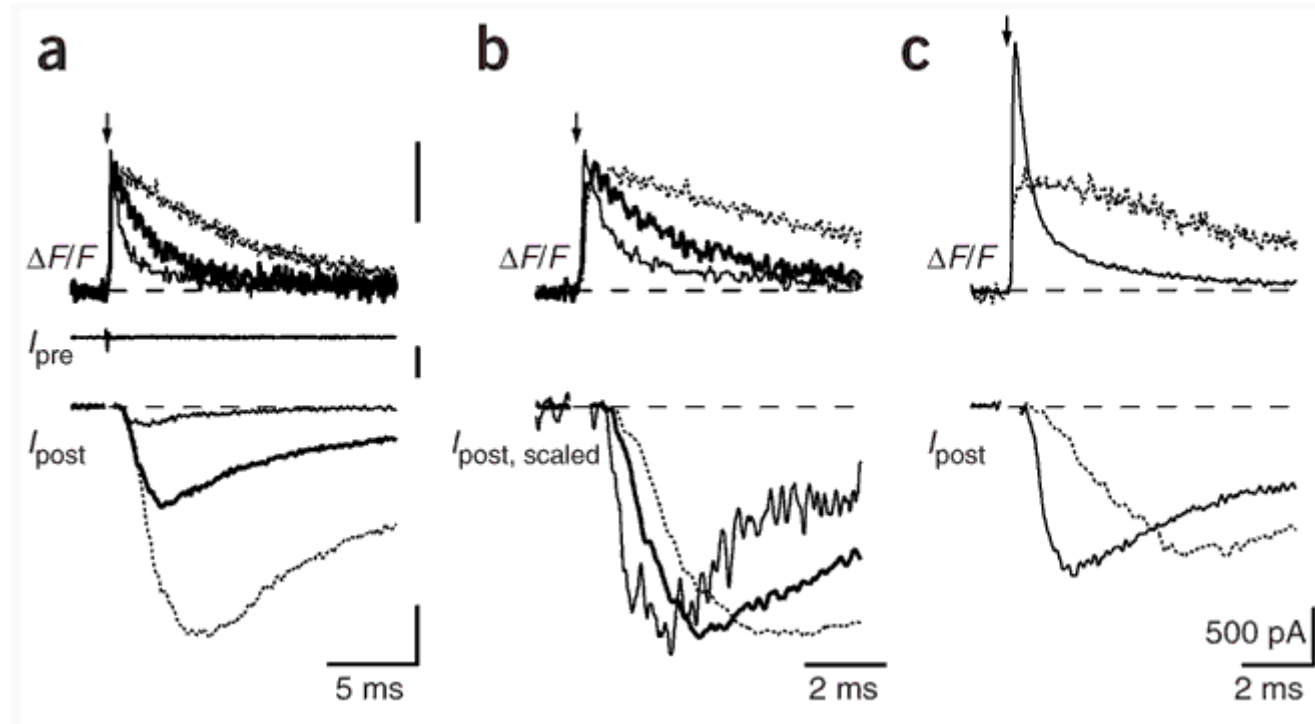 a
b
c
ΔF/F
ΔF/F
ΔF/F
Ipre
Ipost
Ipost, scaled
Ipost
500 pA
5 ms
2 ms
2 ms